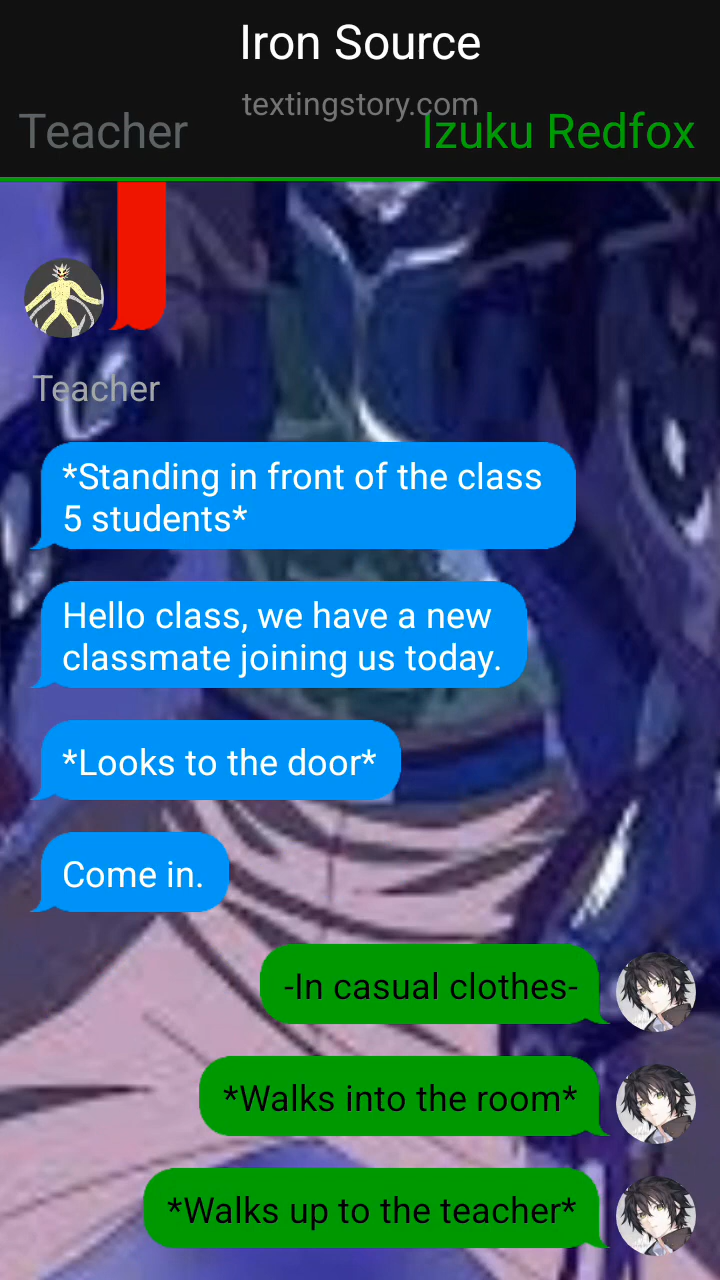 Iron Source
textingstory.com
Teacher
Izuku Redfox
Teacher
*Standing in front of the class
5 students*
Hello class, we have a new
classmate joining us today.
*Looks to the door*
Come in.
-In casual clothes-
*Walks into the room*
*Walks up to the teacher*